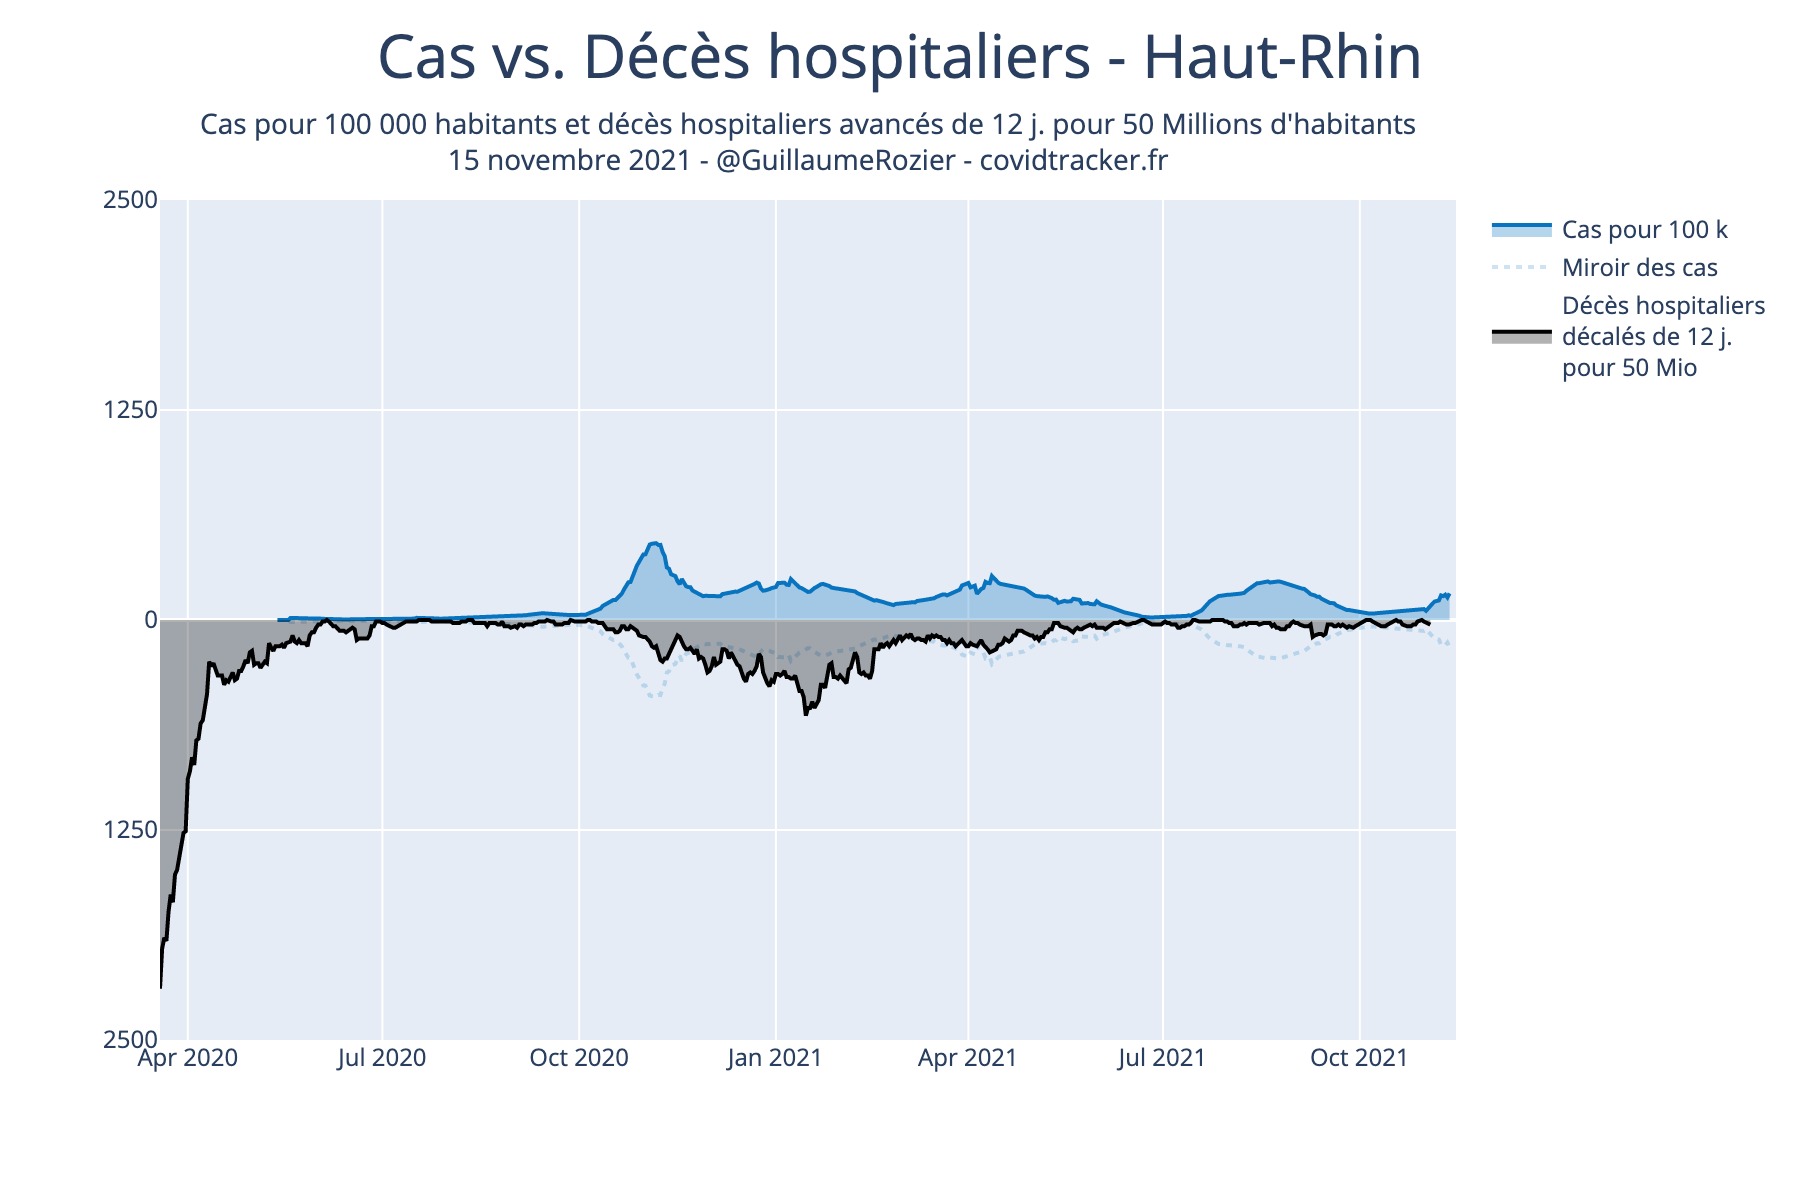 Cas vs. Décès hospitaliers - Haut-Rhin
Cas pour 100 000 habitants et décès hospitaliers avancés de 12 j. pour 50 Millions d'habitants
15 novembre 2021 - @GuillaumeRozier - covidtracker.fr
2500
1250
0
1250
2500
Apr 2020
Jul 2020
Oct 2020
Jan 2021
Apr 2021
Jul 2021
Oct 2021
Cas pour 100 k
Miroir des cas
Décès hospitaliers
décalés de 12 j.
pour 50 Mio